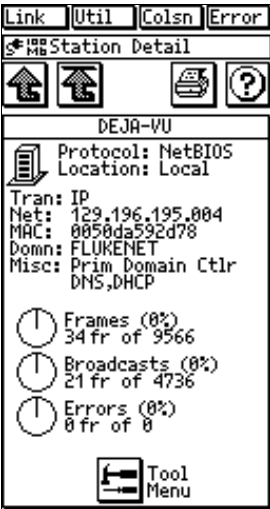 Link Util Colsn Error
100 MB Station Detail
?
DEJA-VU
Protocol: NetBIOS
Location: Local
Tran: IP
Net: 129.196.195.004
MAC: 0050da592d78
Domn: FLUKENET
Misc: Prim Domain Ctlr
DNS,DHCP
Frames (0%)
34 fr of 9566
Broadcasts (0%)
21 fr of 4736
Errors (0%)
0 fr of 0
Tool
Menu